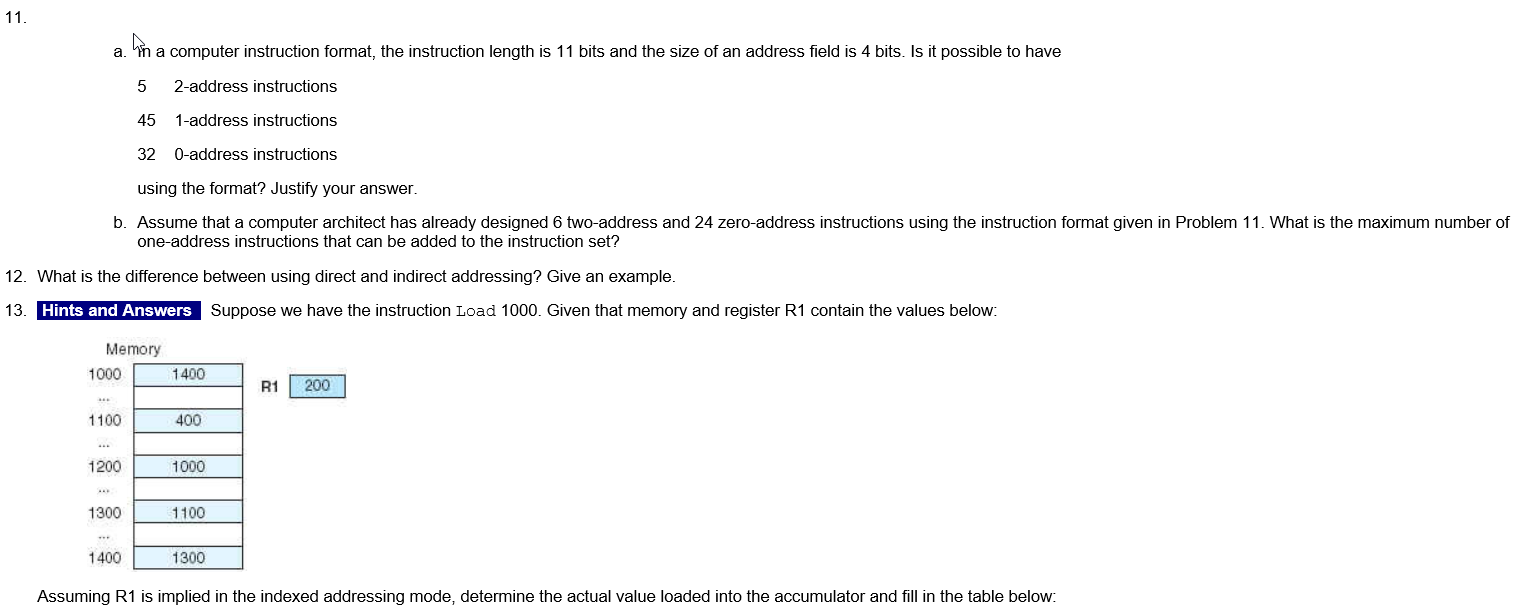 11.
a. In a computer instruction format, the instruction length is 11 bits and the size of an address field is 4 bits. Is it possible to have
5 2-address instructions
45 1-address instructions
32 0-address instructions
using the format? Justify your answer.
b. Assume that a computer architect has already designed 6 two-address and 24 zero-address instructions using the instruction format given in Problem 11. What is the maximum number of
one-address instructions that can be added to the instruction set?
12. What is the difference between using direct and indirect addressing? Give an example.
13. Hints and Answers Suppose we have the instruction Load 1000. Given that memory and register R1 contain the values below:
Memory
1000 1400
R1 200
...
1100 400
...
1200 1000
...
1300 1100
...
1400 1300
Assuming R1 is implied in the indexed addressing mode, determine the actual value loaded into the accumulator and fill in the table below: